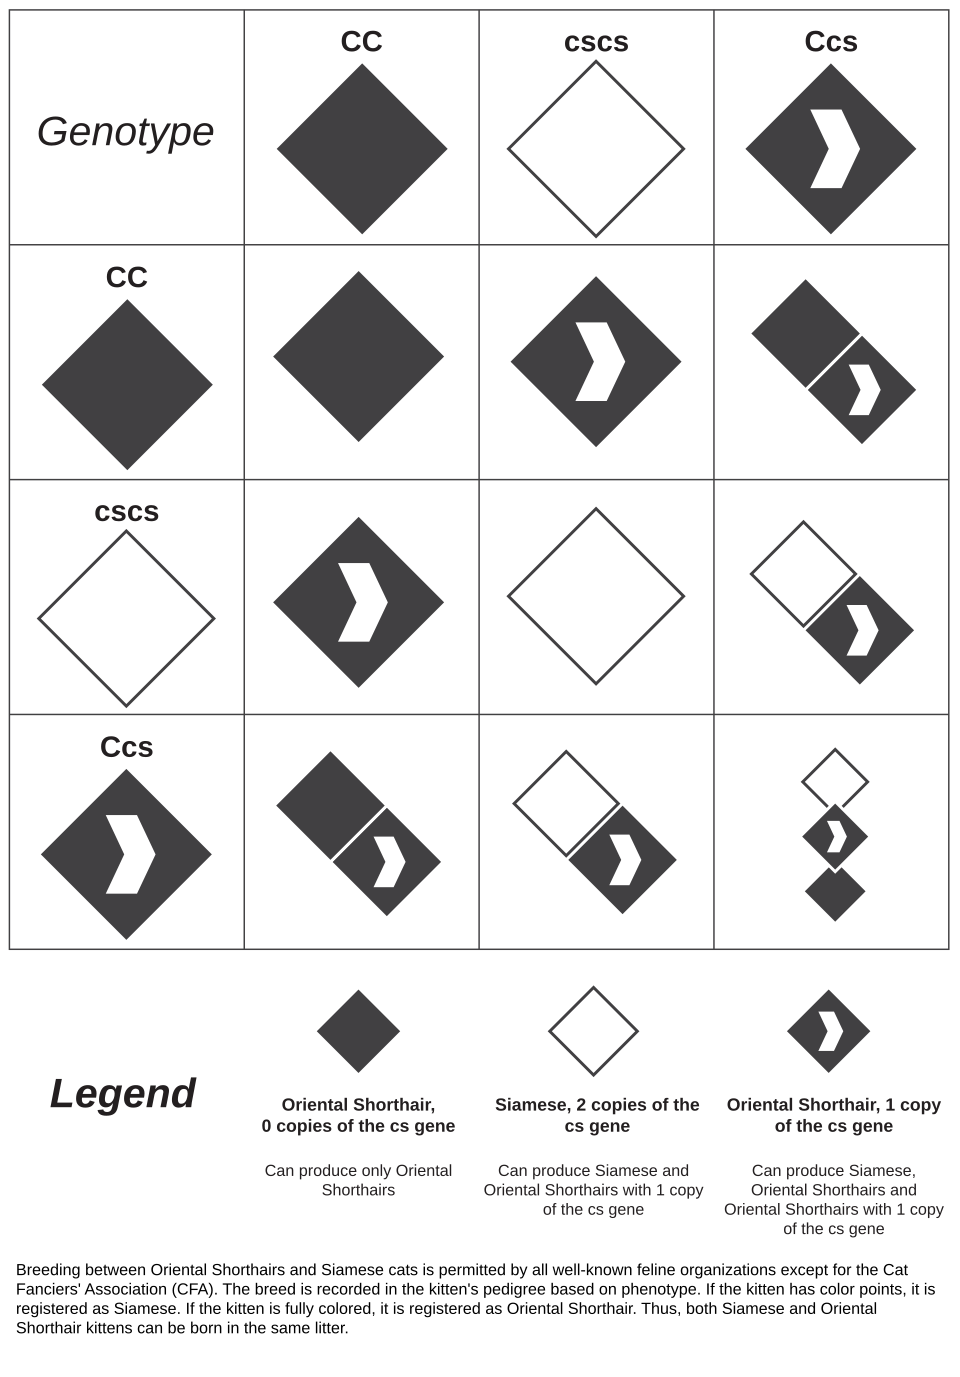 CC
cscs
Ccs
Genotype
CC
cscs
Ccs
Legend
Oriental Shorthair,
0 copies of the cs gene
Can produce only Oriental
Shorthairs
Siamese, 2 copies of the
cs gene
Can produce Siamese and
Oriental Shorthairs with 1 copy
of the cs gene
Oriental Shorthair, 1 copy
of the cs gene
Can produce Siamese,
Oriental Shorthairs and
Oriental Shorthairs with 1 copy
of the cs gene
Breeding between Oriental Shorthairs and Siamese cats is permitted by all well-known feline organizations except for the Cat
Fanciers' Association (CFA). The breed is recorded in the kitten's pedigree based on phenotype. If the kitten has color points, it is
registered as Siamese. If the kitten is fully colored, it is registered as Oriental Shorthair. Thus, both Siamese and Oriental
Shorthair kittens can be born in the same litter.